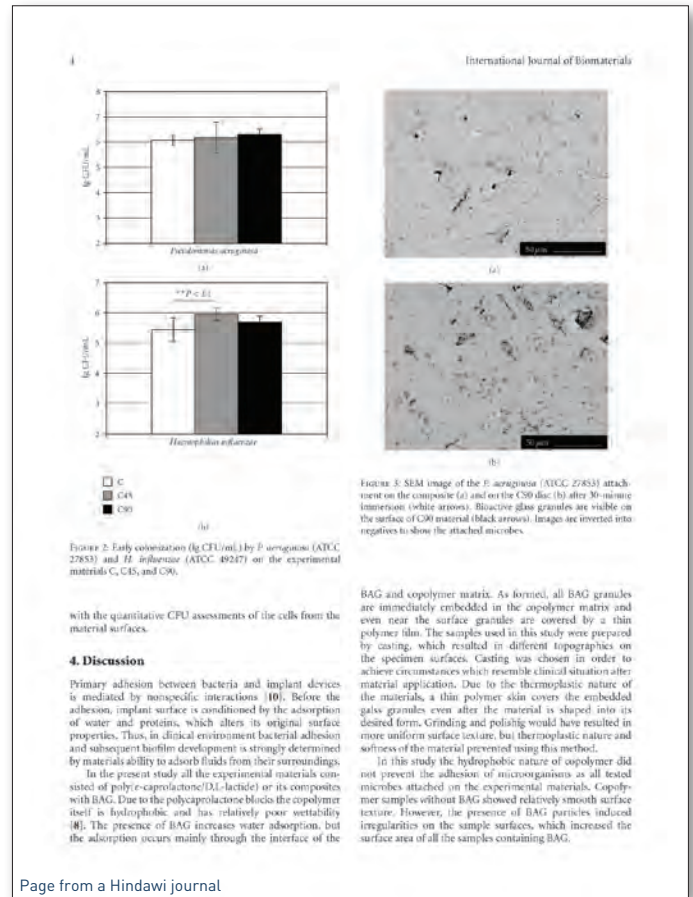 4
International Journal of Biomaterials
8
7
6
5
4
3
2
lg CFU/mL
Pseudomonas aeruginosa
(a)
7
6
5
4
3
2
lg CFU/mL
**P < .01
Haemophilus influenzae
C
C45
C90
(b)
FIGURE 2: Early colonization (lg CFU/mL) by P. aeruginosa (ATCC
27853) and H. influenzae (ATCC 49247) on the experimental
materials C, C45, and C90.
with the quantitative CFU assessments of the cells from the
material surfaces.
4. Discussion
Primary adhesion between bacteria and implant devices
is mediated by nonspecific interactions [10]. Before the
adhesion, implant surface is conditioned by the adsorption
of water and proteins, which alters its original surface
properties. Thus, in clinical environment bacterial adhesion
and subsequent biofilm development is strongly determined
by materials ability to adsorb fluids from their surroundings.
In the present study all the experimental materials con-
sisted of poly(ε-caprolactone/D,L-lactide) or its composites
with BAG. Due to the polycaprolactone blocks the copolymer
itself is hydrophobic and has relatively poor wettability
[8]. The presence of BAG increases water adsorption, but
the adsorption occurs mainly through the interface of the
50 μm
(a)
50 μm
(b)
FIGURE 3: SEM image of the P. aeruginosa (ATCC 27853) attach-
ment on the composite (a) and on the C90 disc (b) after 30-minute
immersion (white arrows). Bioactive glass granules are visible on
the surface of C90 material (black arrows). Images are inverted into
negatives to show the attached microbes.
BAG and copolymer matrix. As formed, all BAG granules
are immediately embedded in the copolymer matrix and
even near the surface granules are covered by a thin
polymer film. The samples used in this study were prepared
by casting, which resulted in different topographies on
the specimen surfaces. Casting was chosen in order to
achieve circumstances which resemble clinical situation after
material application. Due to the thermoplastic nature of
the materials, a thin polymer skin covers the embedded
galss granules even after the material is shaped into its
desired form. Grinding and polishig would have resulted in
more uniform surface texture, but thermoplastic nature and
softness of the material prevented using this method.
In this study the hydrophobic nature of copolymer did
not prevent the adhesion of microorganisms as all tested
microbes attached on the experimental materials. Copoly-
mer samples without BAG showed relatively smooth surface
texture. However, the presence of BAG particles induced
irregularities on the sample surfaces, which increased the
surface area of all the samples containing BAG.
Page from a Hindawi journal